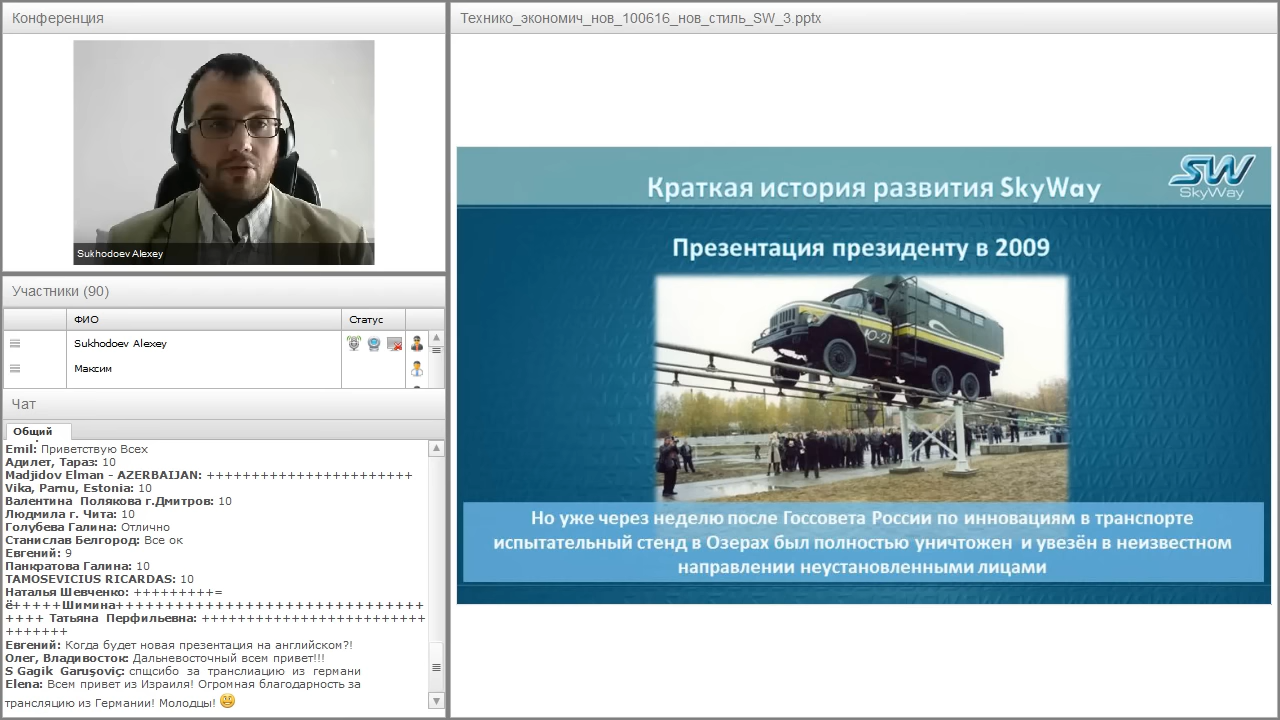 Конференция
Sukhodoev Alexey
Участники (90)
ФИО
Статус
Sukhodoev Alexey
Максим
Чат
Общий
Emil: Приветствую Всех
Адилет, Тараз: 10
Madjidov Elman - AZERBAIJAN: +++++++++++++++++++++++
Vika, Parnu, Estonia: 10
Валентина Полякова г.Дмитров: 10
Людмила г. Чита: 10
Голубева Галина: Отлично
Станислав Белгород: Все ок
Евгений: 9
Панкратова Галина: 10
TAMOSEVICIUS RICARDAS: 10
Наталья Шевченко: +++++++++=
ё+++++Шимина+++++++++++++++++++++++++++++++
++++ Татьяна Перфильевна: +++++++++++++++++++++++++
+++++++
Евгений: Когда будет новая презентация на английском?!
Олег, Владивосток: Дальневосточный всем привет!!!
S Gagik Garuşoviç: спщсибо за транслиацию из германи
Elena: Всем привет из Израиля! Огромная благодарность за
трансляцию из Германии! Молодцы!
Технико_экономич_нов_100616_нов_стиль_SW_3.pptx
Краткая история развития SkyWay
SW
SkyWay
Презентация президенту в 2009
Ю-21
Но уже через неделю после Госсовета России по инновациям в транспорте
испытательный стенд в Озерах был полностью уничтожен и увезён в неизвестном
направлении неустановленными лицами